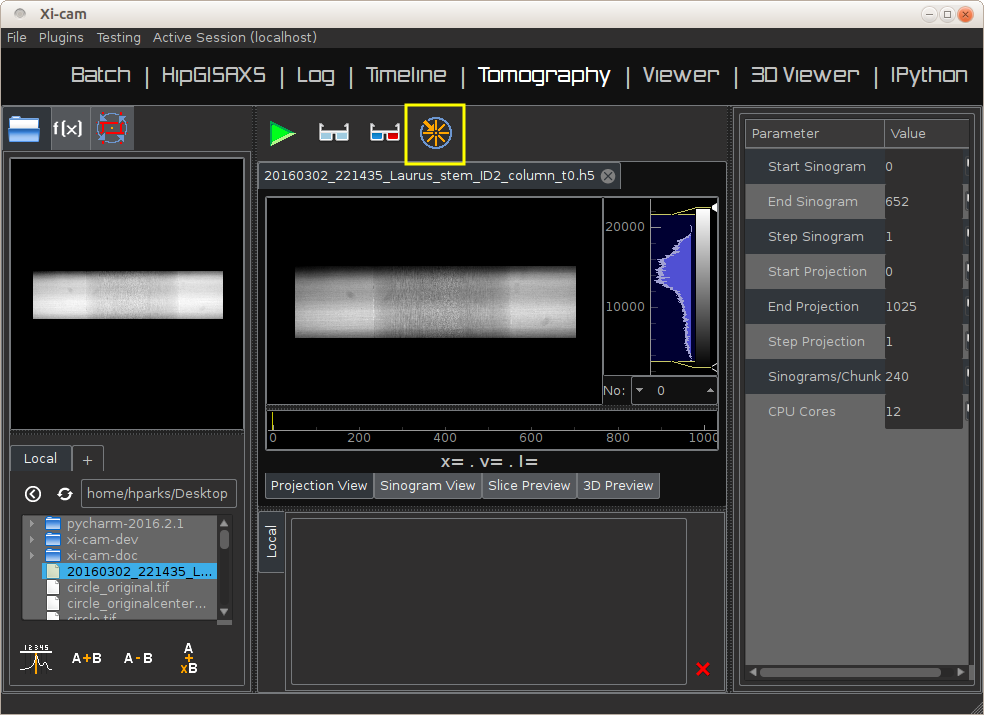 Xi-cam
File Plugins Testing Active Session (localhost)
Batch | HipGISAXS | Log | Timeline | Tomography | Viewer | 3D Viewer | IPython
f(x)
20160302_221435_Laurus_stem_ID2_column_t0.h5
20000
10000
No: 0
0 200 400 600 800 1000
Projection View Sinogram View Slice Preview 3D Preview
Local +
home/hparks/Desktop
pycharm-2016.2.1
xi-cam-dev
xi-cam-doc
20160302_221435_L...
circle_original.tif
circle_originalcenter...
circle.tif
12345
A+B
A-B
A
+
xB
Local
Parameter Value
Start Sinogram 0
End Sinogram 652
Step Sinogram 1
Start Projection 0
End Projection 1025
Step Projection 1
Sinograms/Chunk 240
CPU Cores 12